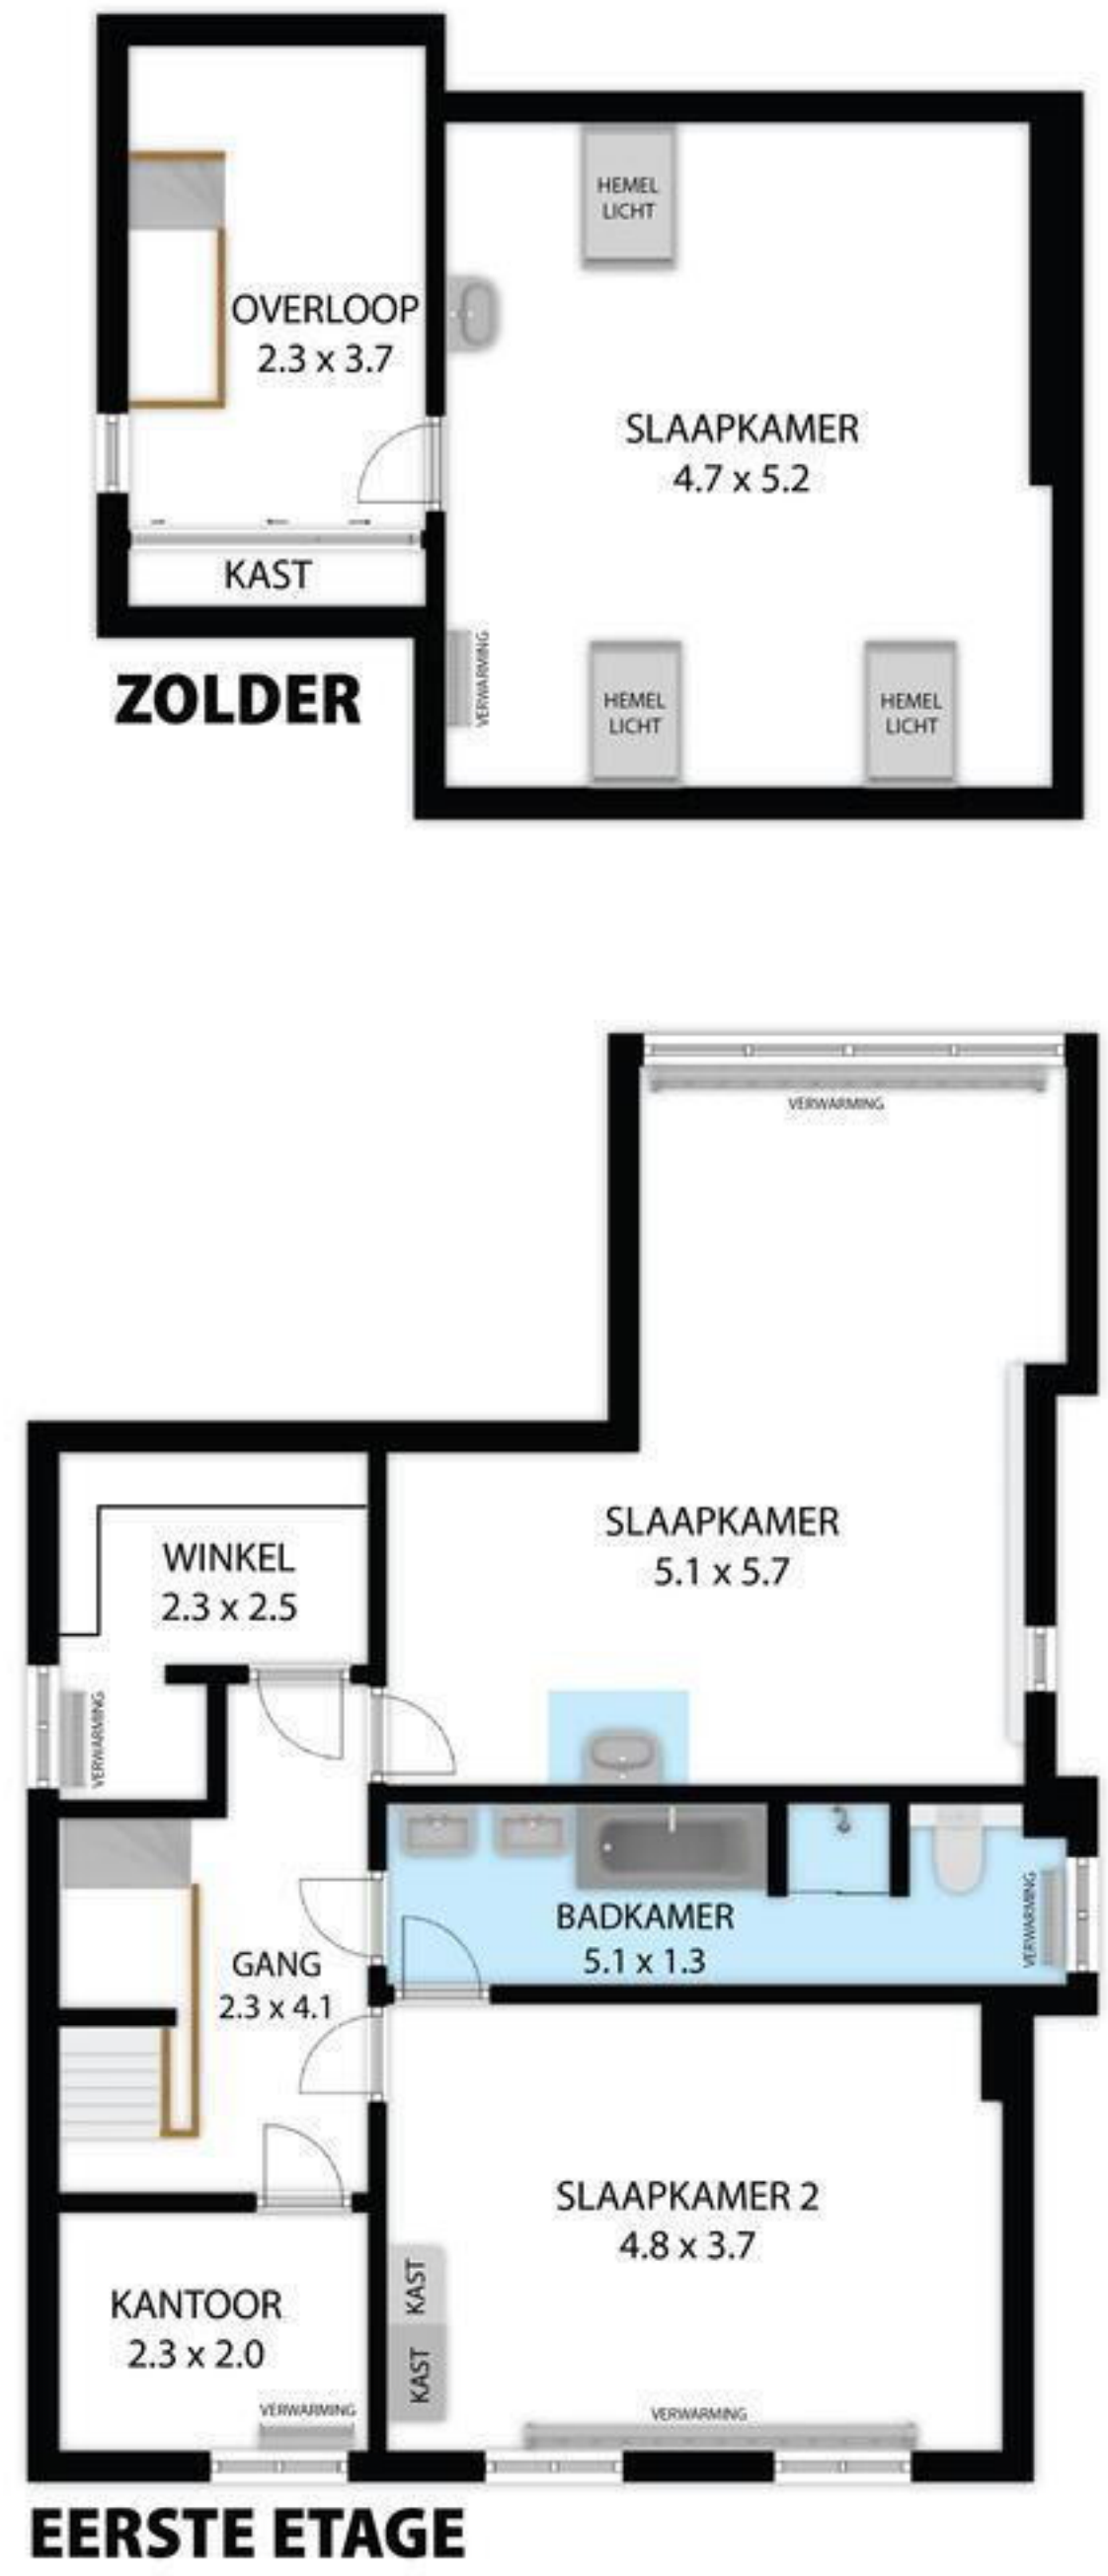 HEMEL
LICHT
OVERLOOP
2.3 x 3.7
SLAAPKAMER
4.7 x 5.2
KAST
VERWARMING
ZOLDER
HEMEL
LICHT
HEMEL
LICHT
VERWARMING
SLAAPKAMER
5.1 x 5.7
WINKEL
2.3 x 2.5
VERWARMING
BADKAMER
5.1 x 1.3
VERWARMING
GANG
2.3 x 4.1
SLAAPKAMER 2
4.8 x 3.7
KAST
KAST
KANTOOR
2.3 x 2.0
VERWARMING
VERWARMING
EERSTE ETAGE